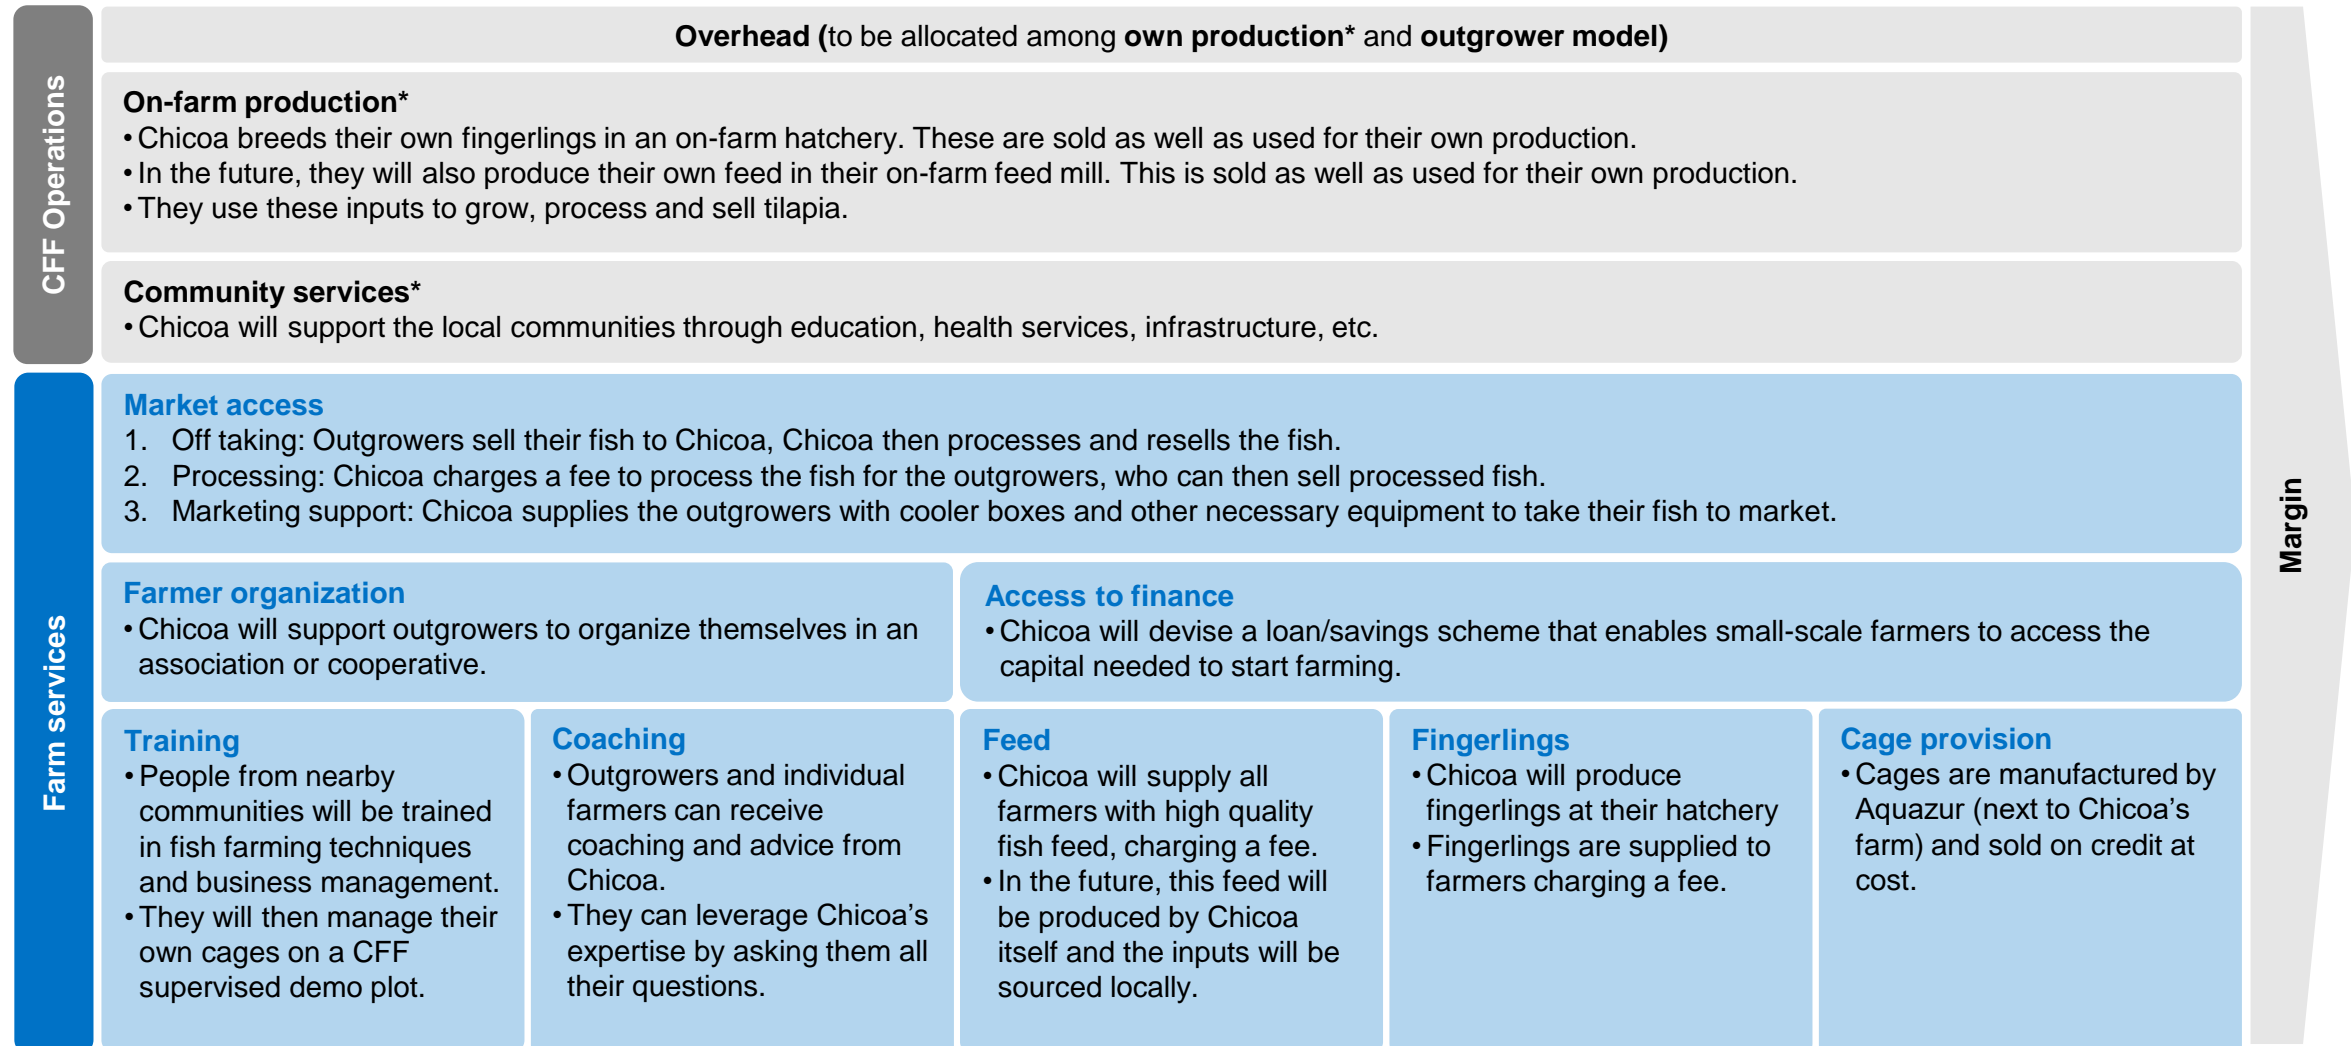 CFF Operations
Overhead (to be allocated among own production* and outgrower model)
On-farm production*
• Chicoa breeds their own fingerlings in an on-farm hatchery. These are sold as well as used for their own production.
• In the future, they will also produce their own feed in their on-farm feed mill. This is sold as well as used for their own production.
• They use these inputs to grow, process and sell tilapia.
Community services*
• Chicoa will support the local communities through education, health services, infrastructure, etc.
Farm services
Market access
1. Off taking: Outgrowers sell their fish to Chicoa, Chicoa then processes and resells the fish.
2. Processing: Chicoa charges a fee to process the fish for the outgrowers, who can then sell processed fish.
3. Marketing support: Chicoa supplies the outgrowers with cooler boxes and other necessary equipment to take their fish to market.
Farmer organization
• Chicoa will support outgrowers to organize themselves in an
association or cooperative.
Access to finance
• Chicoa will devise a loan/savings scheme that enables small-scale farmers to access the
capital needed to start farming.
Training
• People from nearby
communities will be trained
in fish farming techniques
and business management.
• They will then manage their
own cages on a CFF
supervised demo plot.
Coaching
• Outgrowers and individual
farmers can receive
coaching and advice from
Chicoa.
• They can leverage Chicoa’s
expertise by asking them all
their questions.
Feed
• Chicoa will supply all
farmers with high quality
fish feed, charging a fee.
• In the future, this feed will
be produced by Chicoa
itself and the inputs will be
sourced locally.
Fingerlings
• Chicoa will produce
fingerlings at their hatchery
• Fingerlings are supplied to
farmers charging a fee.
Cage provision
• Cages are manufactured by
Aquazur (next to Chicoa’s
farm) and sold on credit at
cost.
Margin